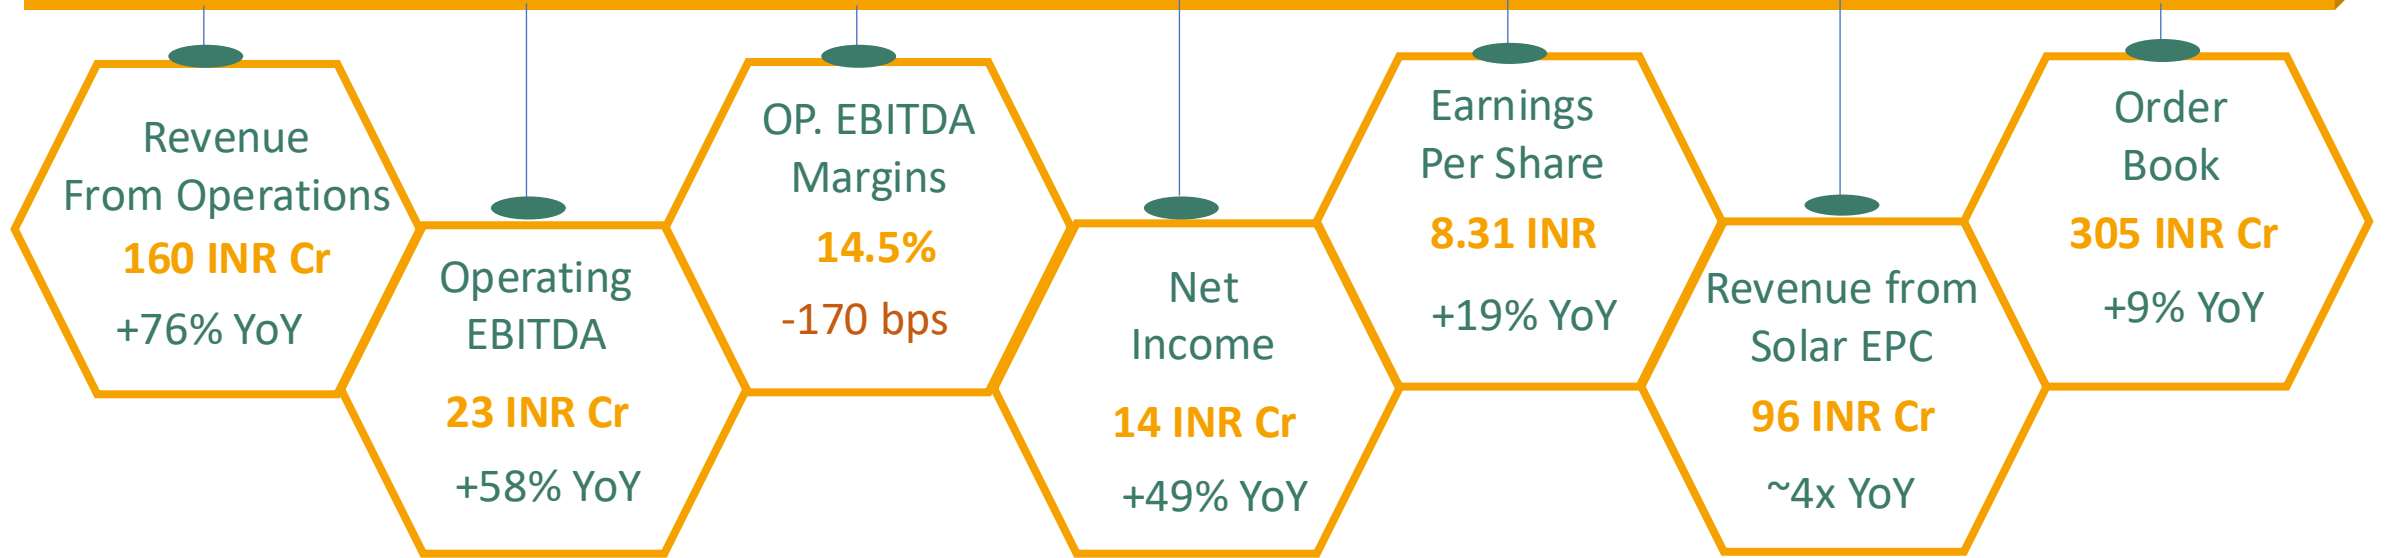 Revenue
From Operations
160 INR Cr
+76% YoY
Operating
EBITDA
23 INR Cr
+58% YoY
OP. EBITDA
Margins
14.5%
-170 bps
Net
Income
14 INR Cr
+49% YoY
Earnings
Per Share
8.31 INR
+19% YoY
Revenue from
Solar EPC
96 INR Cr
~4x YoY
Order
Book
305 INR Cr
+9% YoY